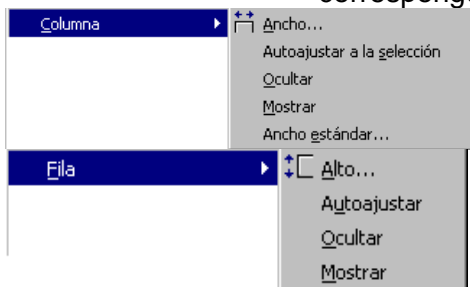 Columna
Ancho...
Autoajustar a la selección
Ocultar
Mostrar
Ancho estándar...
Fila
Alto...
Autoajustar
Ocultar
Mostrar